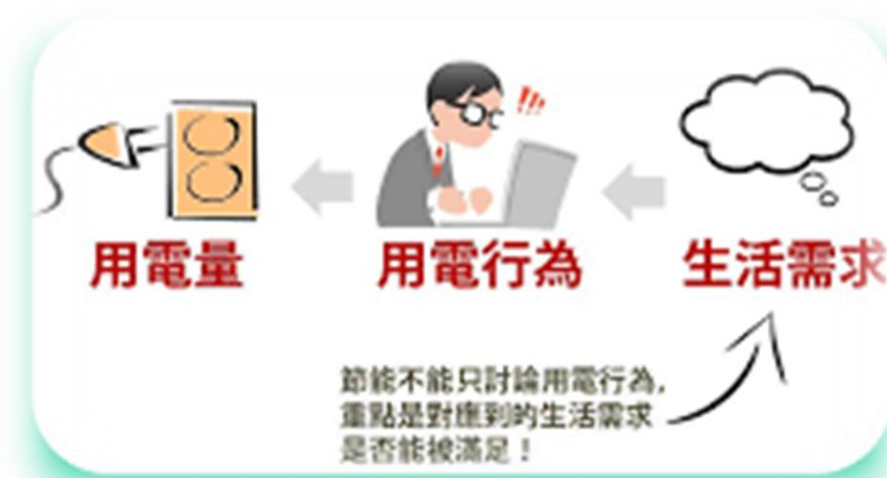 用電量
用電行為
生活需求
節能不能只討論用電行為，
重點是對應到的生活需求
是否能被滿足！